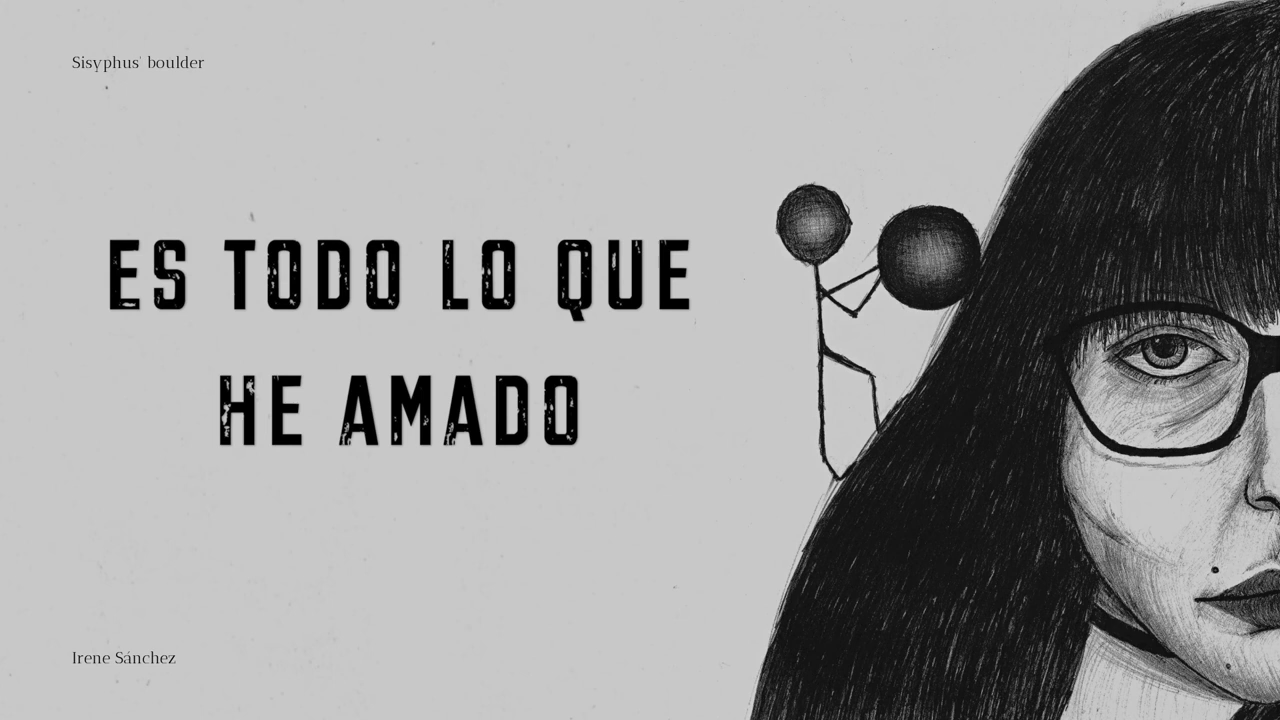 Sisyphus' boulder
ES TODO LO QUE
HE AMADO
Irene Sánchez